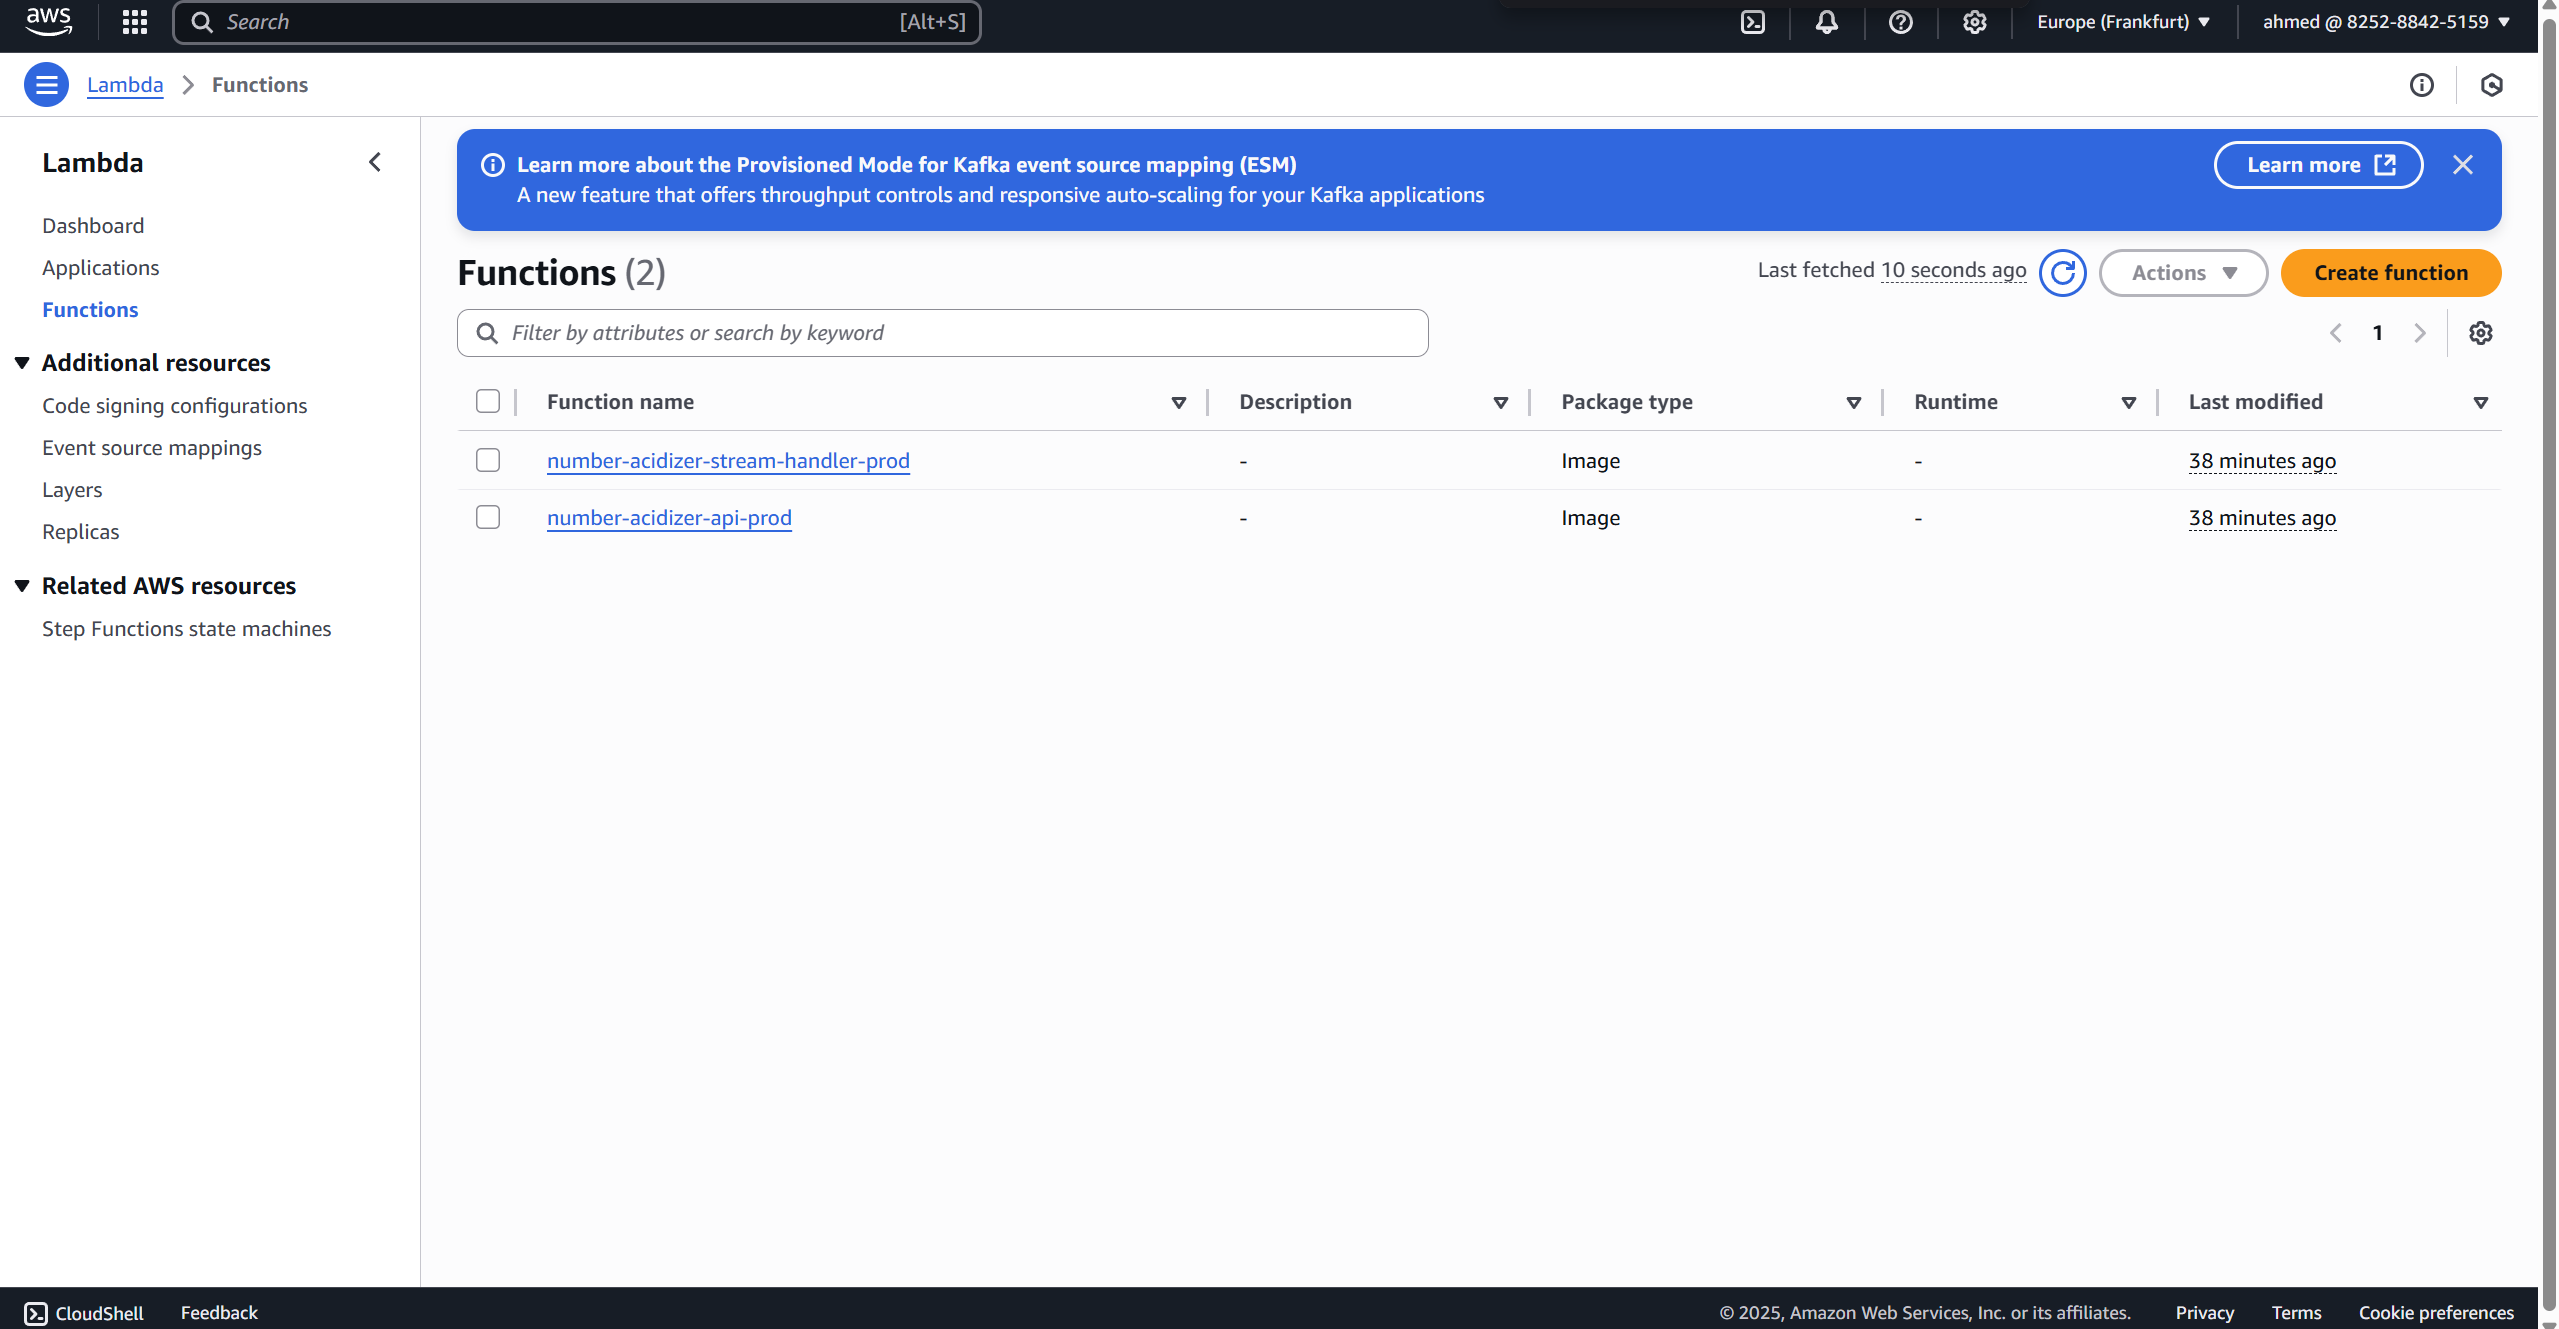 aws
Search [Alt+S]
Europe (Frankfurt)
ahmed @ 8252-8842-5159
Lambda
Functions
Lambda
Dashboard
Applications
Functions
Additional resources
Code signing configurations
Event source mappings
Layers
Replicas
Related AWS resources
Step Functions state machines
Learn more about the Provisioned Mode for Kafka event source mapping (ESM)
A new feature that offers throughput controls and responsive auto-scaling for your Kafka applications
Learn more
Functions (2)
Last fetched 10 seconds ago
Actions
Create function
Filter by attributes or search by keyword
1
Function name Description Package type Runtime Last modified
number-acidizer-stream-handler-prod - Image - 38 minutes ago
number-acidizer-api-prod - Image - 38 minutes ago
CloudShell Feedback © 2025, Amazon Web Services, Inc. or its affiliates. Privacy Terms Cookie preferences